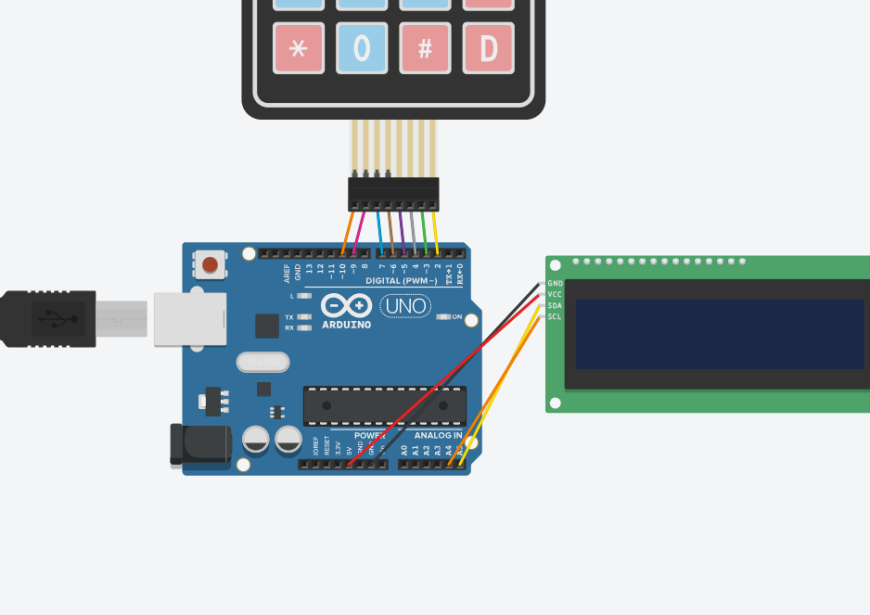 * 0 # D
AREF
GND
13
12
~11
~10
~9
8
7
~6
~5
4
~3
2
TX→1
RX←0
DIGITAL (PWM~)
L
TX
RX
ARDUINO
UNO
ON
GND
VCC
SDA
SCL
POWER
ANALOG IN
IOREF
RESET
3.3V
5V
GND
GND
A0
A1
A2
A3
A4